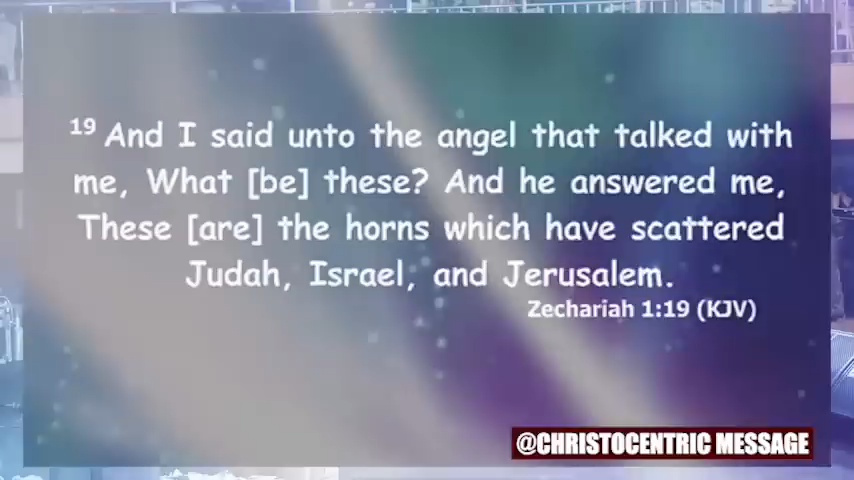 19 And I said unto the angel that talked with
me, What [be] these? And he answered me,
These [are] the horns which have scattered
Judah, Israel, and Jerusalem.
Zechariah 1:19 (KJV)
@CHRISTOCENTRIC MESSAGE